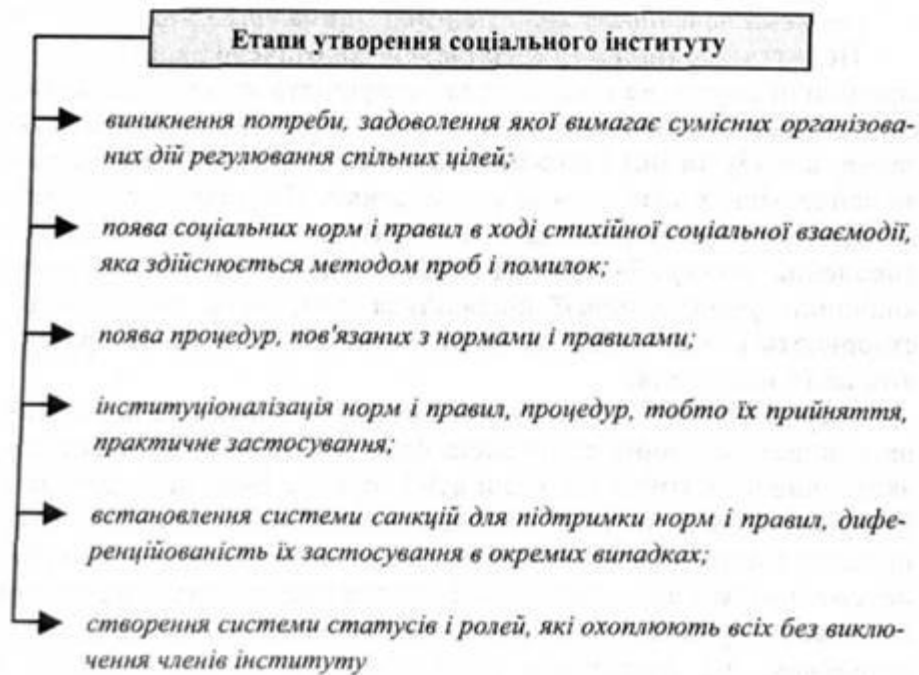 Етапи утворення соціального інституту
виникнення потреби, задоволення якої вимагає сумісних організова-
них дій регулювання спільних цілей;
поява соціальних норм і правил в ході стихійної соціальної взаємодії,
яка здійснюється методом проб і помилок;
поява процедур, пов'язаних з нормами і правилами;
інституціоналізація норм і правил, процедур, тобто їх прийняття,
практичне застосування;
встановлення системи санкцій для підтримки норм і правил, дифе-
ренційованість їх застосування в окремих випадках;
створення системи статусів і ролей, які охоплюють всіх без виклю-
чення членів інституту